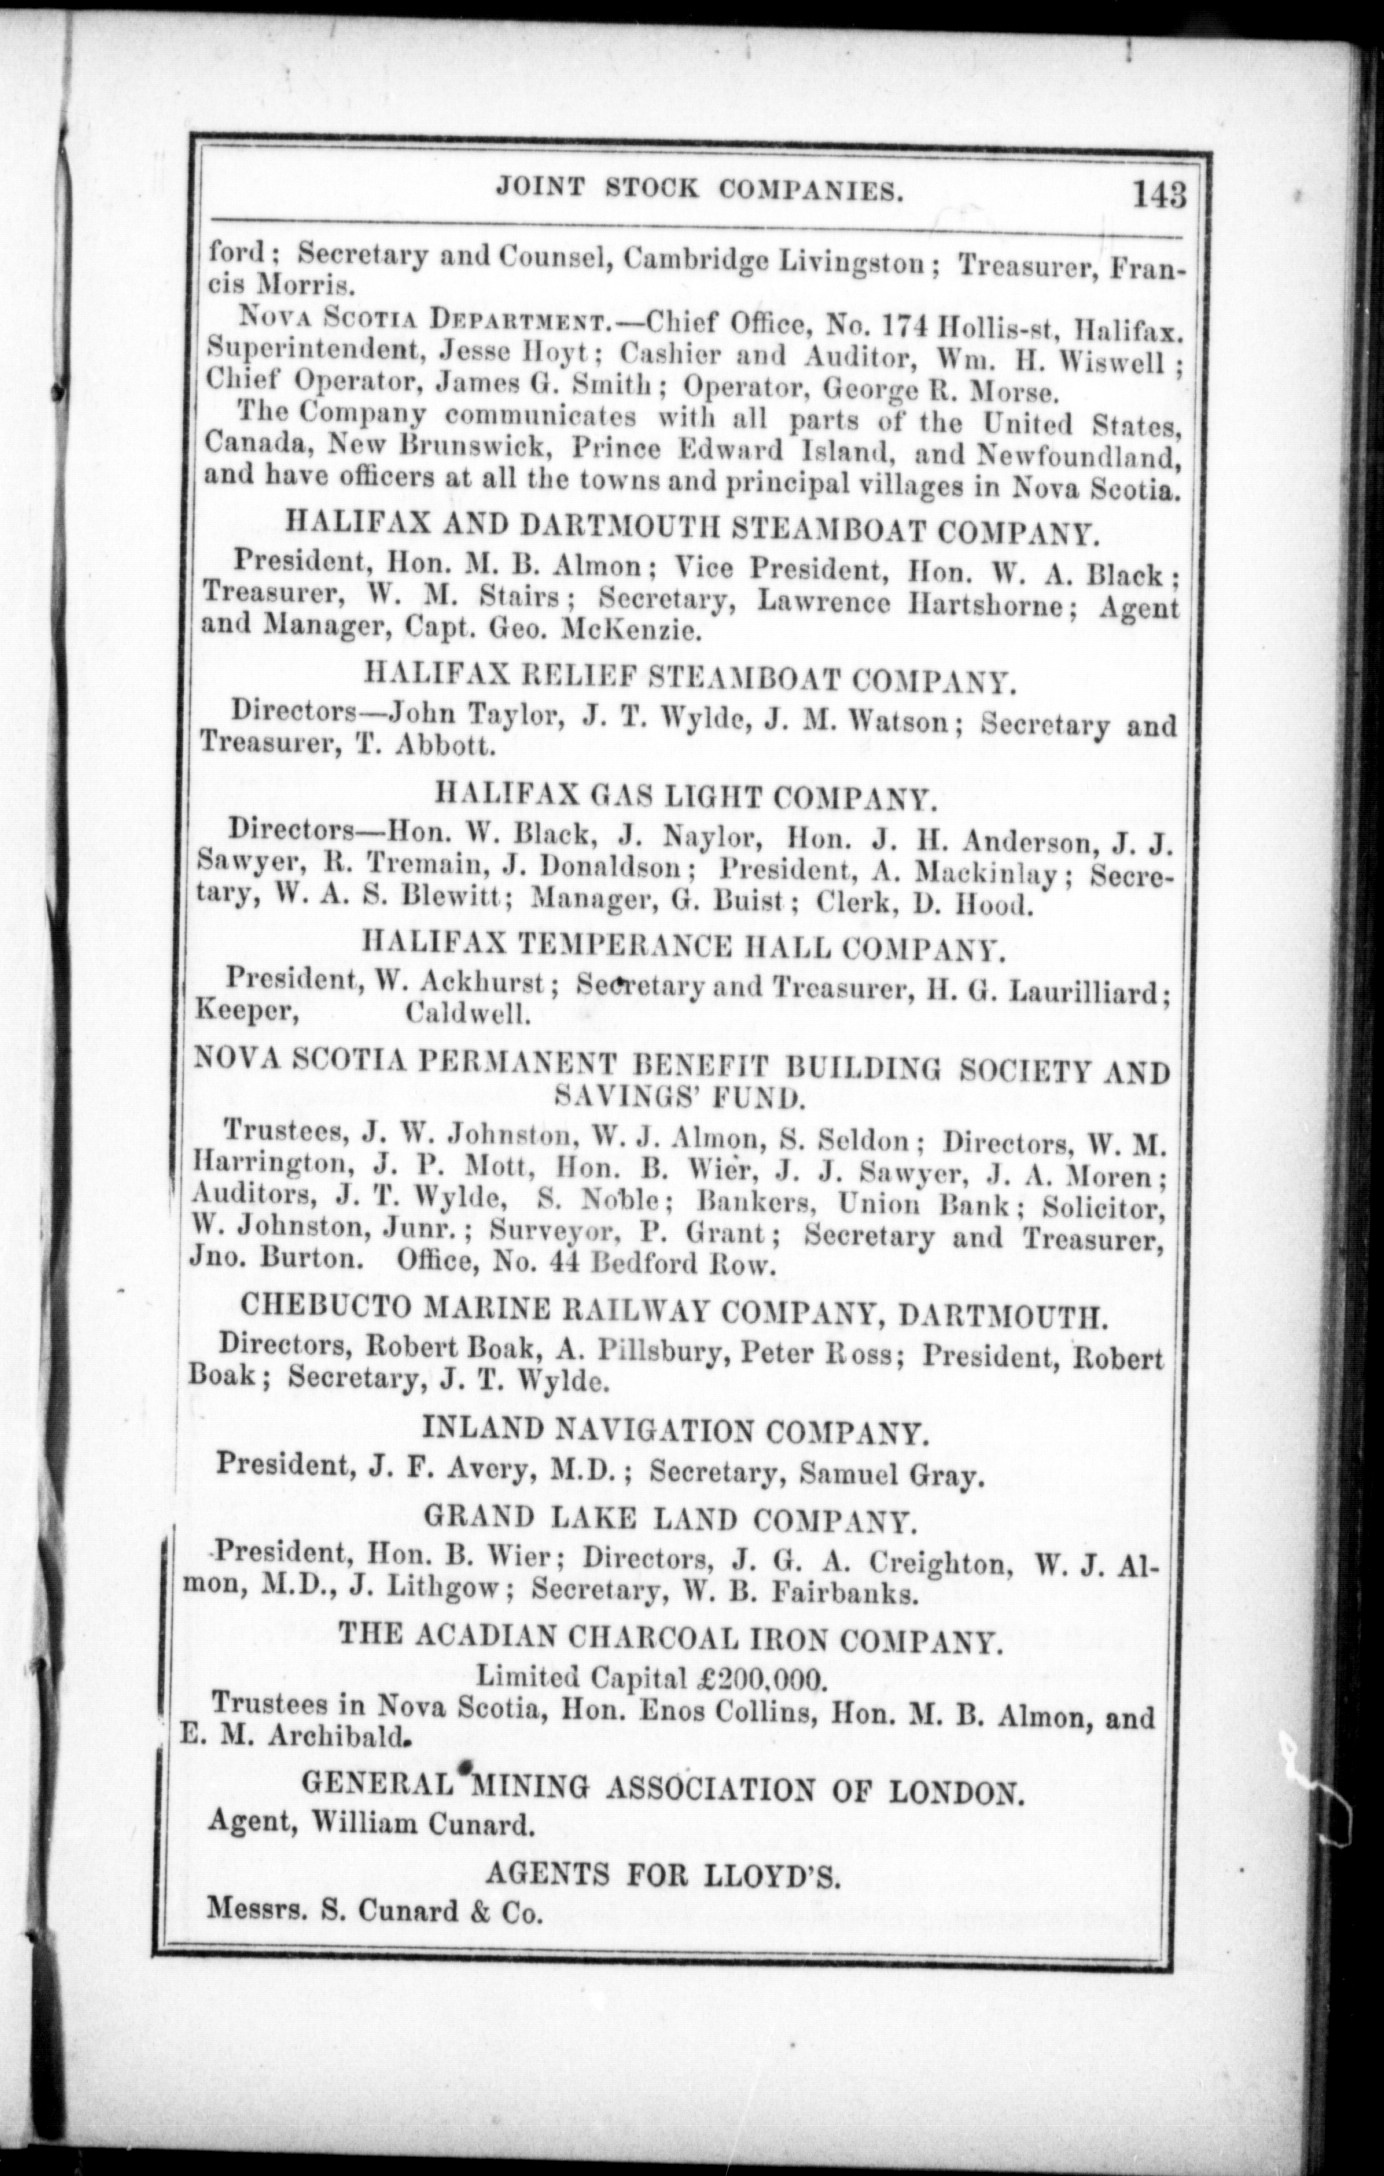 JOINT STOCK COMPANIES. 143
ford; Secretary and Counsel, Cambridge Livingston; Treasurer, Fran-
cis Morris.
NOVA SCOTIA DEPARTMENT.—Chief Office, No. 174 Hollis-st, Halifax.
Superintendent, Jesse Hoyt; Cashier and Auditor, Wm. H. Wiswell;
Chief Operator, James G. Smith; Operator, George R. Morse.
The Company communicates with all parts of the United States,
Canada, New Brunswick, Prince Edward Island, and Newfoundland,
and have officers at all the towns and principal villages in Nova Scotia.
HALIFAX AND DARTMOUTH STEAMBOAT COMPANY.
President, Hon. M. B. Almon; Vice President, Hon. W. A. Black;
Treasurer, W. M. Stairs; Secretary, Lawrence Hartshorne; Agent
and Manager, Capt. Geo. McKenzie.
HALIFAX RELIEF STEAMBOAT COMPANY.
Directors—John Taylor, J. T. Wylde, J. M. Watson; Secretary and
Treasurer, T. Abbott.
HALIFAX GAS LIGHT COMPANY.
Directors—Hon. W. Black, J. Naylor, Hon. J. H. Anderson, J. J.
Sawyer, R. Tremain, J. Donaldson; President, A. Mackinlay; Secre-
tary, W. A. S. Blewitt; Manager, G. Buist; Clerk, D. Hood.
HALIFAX TEMPERANCE HALL COMPANY.
President, W. Ackhurst; Secretary and Treasurer, H. G. Laurilliard;
Keeper, Caldwell.
NOVA SCOTIA PERMANENT BENEFIT BUILDING SOCIETY AND
SAVINGS' FUND.
Trustees, J. W. Johnston, W. J. Almon, S. Seldon; Directors, W. M.
Harrington, J. P. Mott, Hon. B. Wier, J. J. Sawyer, J. A. Moren;
Auditors, J. T. Wylde, S. Noble; Bankers, Union Bank; Solicitor,
W. Johnston, Junr.; Surveyor, P. Grant; Secretary and Treasurer,
Jno. Burton. Office, No. 44 Bedford Row.
CHEBUCTO MARINE RAILWAY COMPANY, DARTMOUTH.
Directors, Robert Boak, A. Pillsbury, Peter Ross; President, Robert
Boak; Secretary, J. T. Wylde.
INLAND NAVIGATION COMPANY.
President, J. F. Avery, M.D.; Secretary, Samuel Gray.
GRAND LAKE LAND COMPANY.
President, Hon. B. Wier; Directors, J. G. A. Creighton, W. J. Al-
mon, M.D., J. Lithgow; Secretary, W. B. Fairbanks.
THE ACADIAN CHARCOAL IRON COMPANY.
Limited Capital £200,000.
Trustees in Nova Scotia, Hon. Enos Collins, Hon. M. B. Almon, and
E. M. Archibald.
GENERAL MINING ASSOCIATION OF LONDON.
Agent, William Cunard.
AGENTS FOR LLOYD'S.
Messrs. S. Cunard & Co.